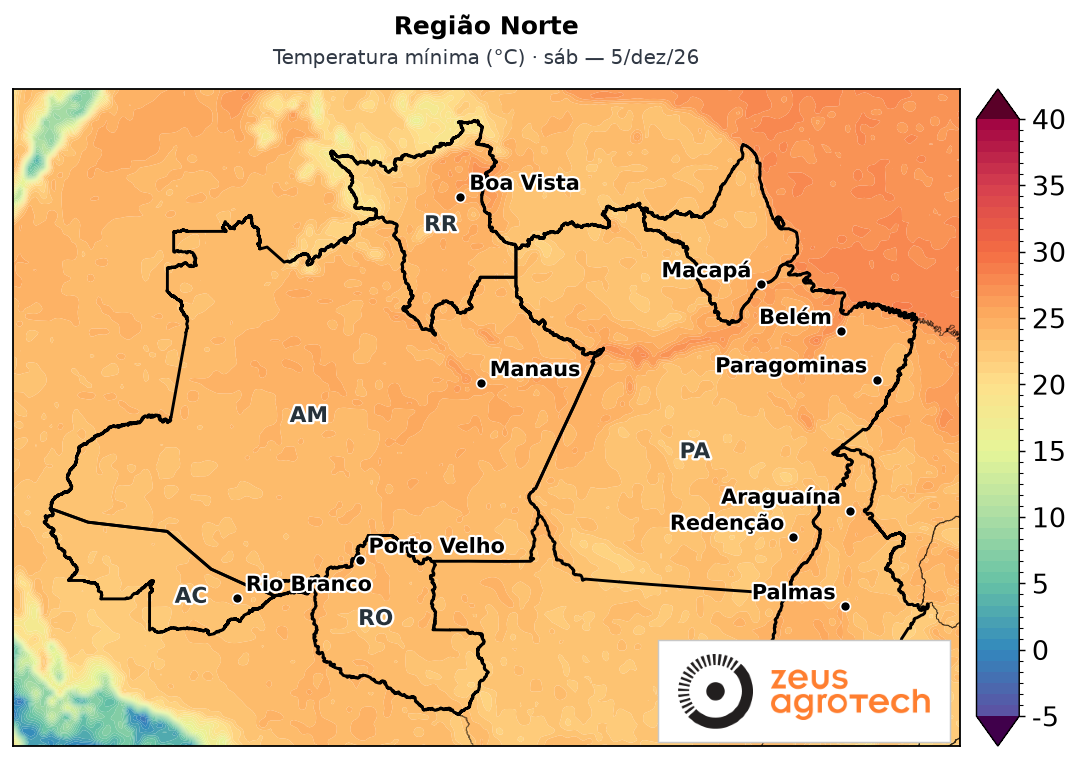 Região Norte
Temperatura mínima (°C) · sáb — 5/dez/26
Boa Vista
RR
Macapá
Belém
Paragominas
Manaus
AM
PA
Araguaína
Redenção
Porto Velho
Rio Branco
AC
RO
Palmas
zeus
agrotech
40
35
30
25
20
15
10
5
0
-5